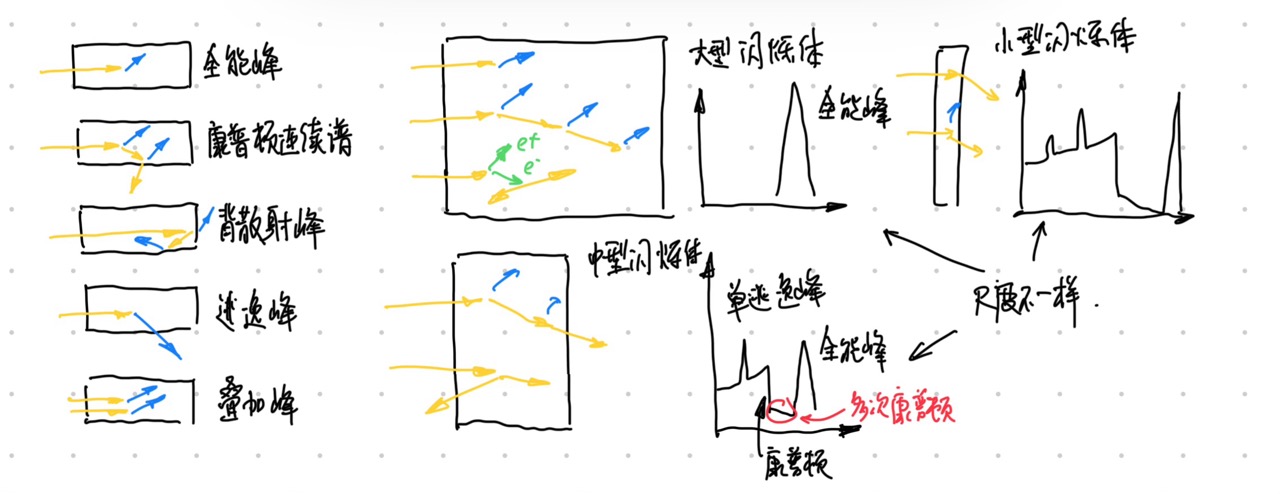 全能峰
康普顿连续谱
背散射峰
逃逸峰
叠加峰
e+
e-
大型闪烁体
全能峰
中型闪烁体
单逃逸峰
全能峰
多次康普顿
康普顿
小型闪烁体
尺度不一样.